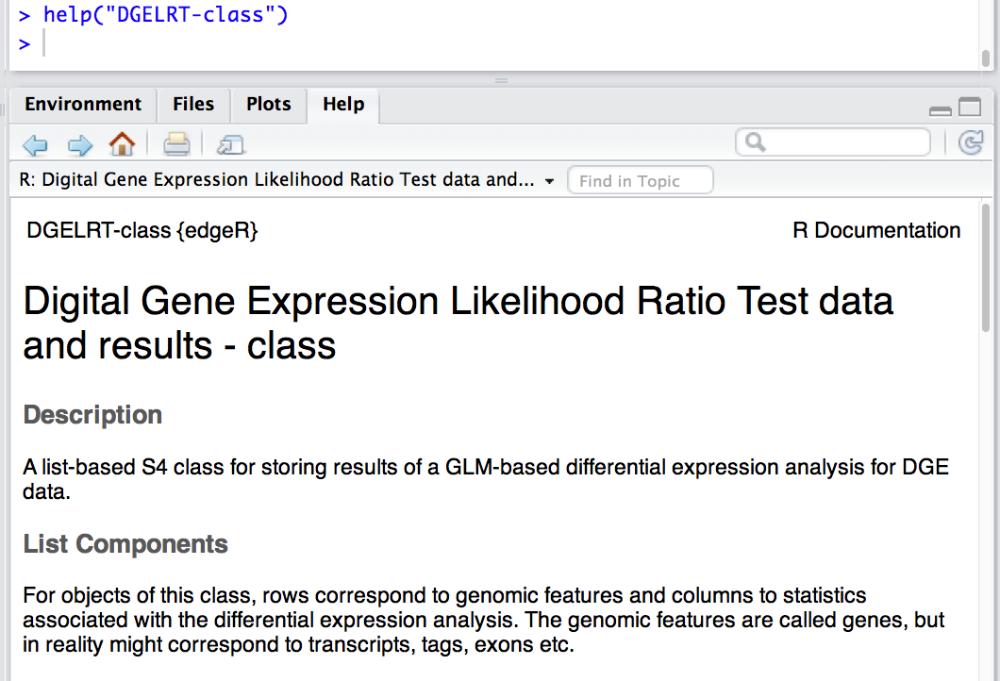 > help("DGELRT-class")
>
Environment Files Plots Help
R: Digital Gene Expression Likelihood Ratio Test data and... Find in Topic
DGELRT-class {edgeR} R Documentation
Digital Gene Expression Likelihood Ratio Test data
and results - class
Description
A list-based S4 class for storing results of a GLM-based differential expression analysis for DGE
data.
List Components
For objects of this class, rows correspond to genomic features and columns to statistics
associated with the differential expression analysis. The genomic features are called genes, but
in reality might correspond to transcripts, tags, exons etc.